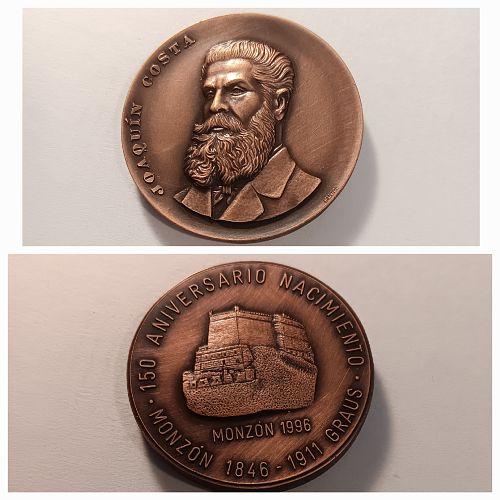 JOAQUÍN COSTA
· 150 ANIVERSARIO NACIMIENTO ·
MONZÓN 1996
MONZÓN 1846 - 1911 GRAUS